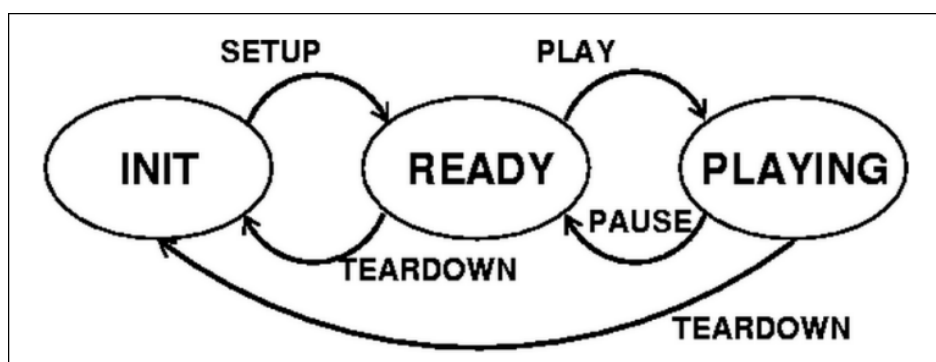 SETUP
PLAY
INIT
READY
PLAYING
PAUSE
TEARDOWN
TEARDOWN